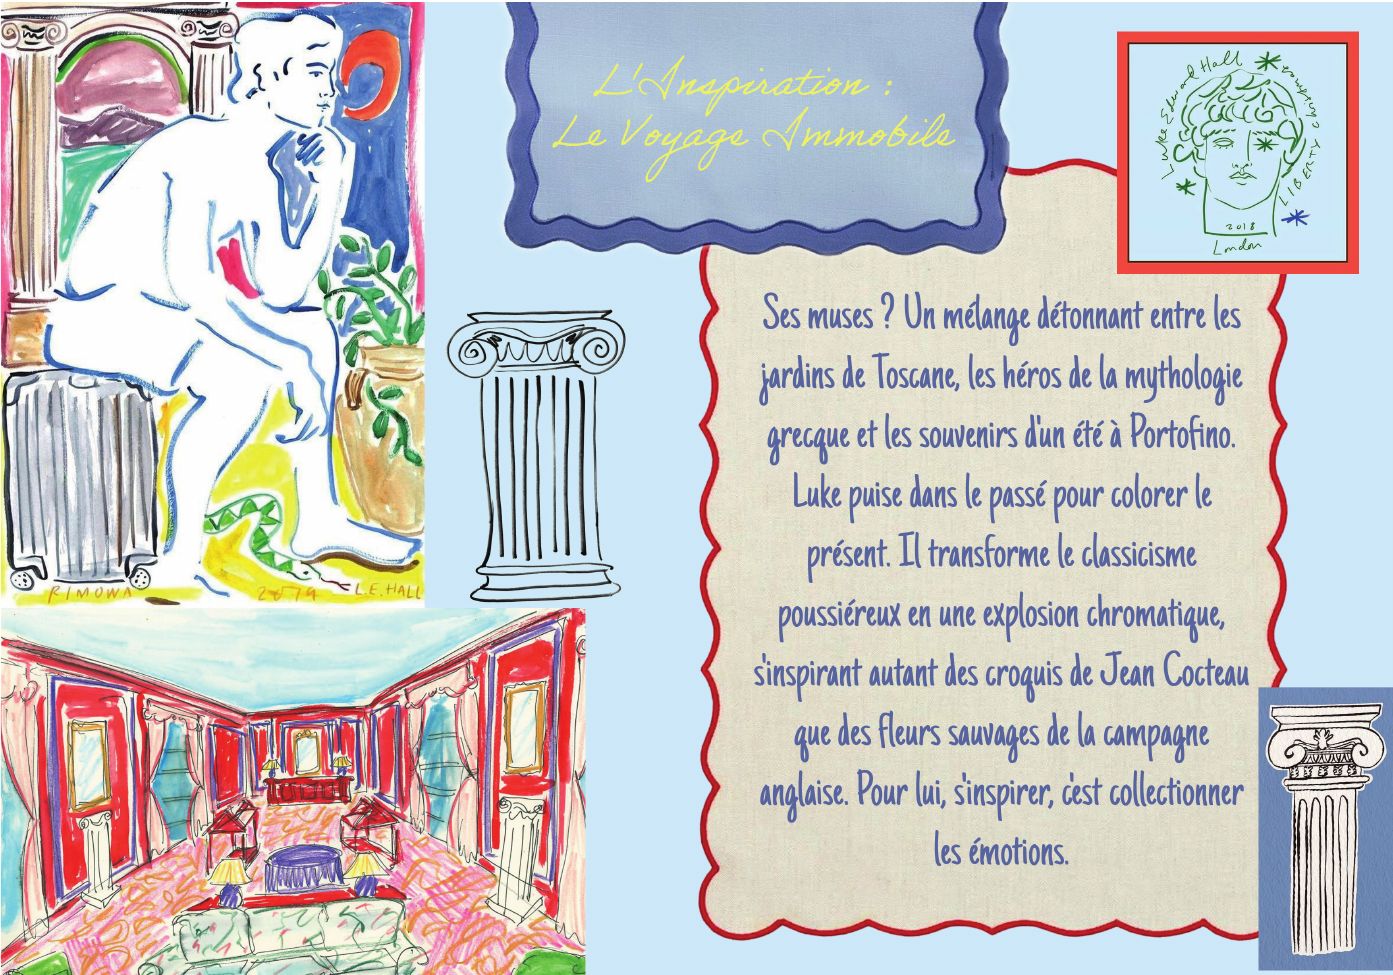 L'Inspiration :
Le Voyage Immobile
Luke Edward Hall
Christmas
LIBERTY
2018
London
Ses muses ? Un mélange détonnant entre les
jardins de Toscane, les héros de la mythologie
grecque et les souvenirs d'un été à Portofino.
Luke puise dans le passé pour colorer le
présent. Il transforme le classicisme
poussiéreux en une explosion chromatique,
s'inspirant autant des croquis de Jean Cocteau
que des fleurs sauvages de la campagne
anglaise. Pour lui, s'inspirer, c'est collectionner
les émotions.
RIMOWA
2019
L.E.HALL